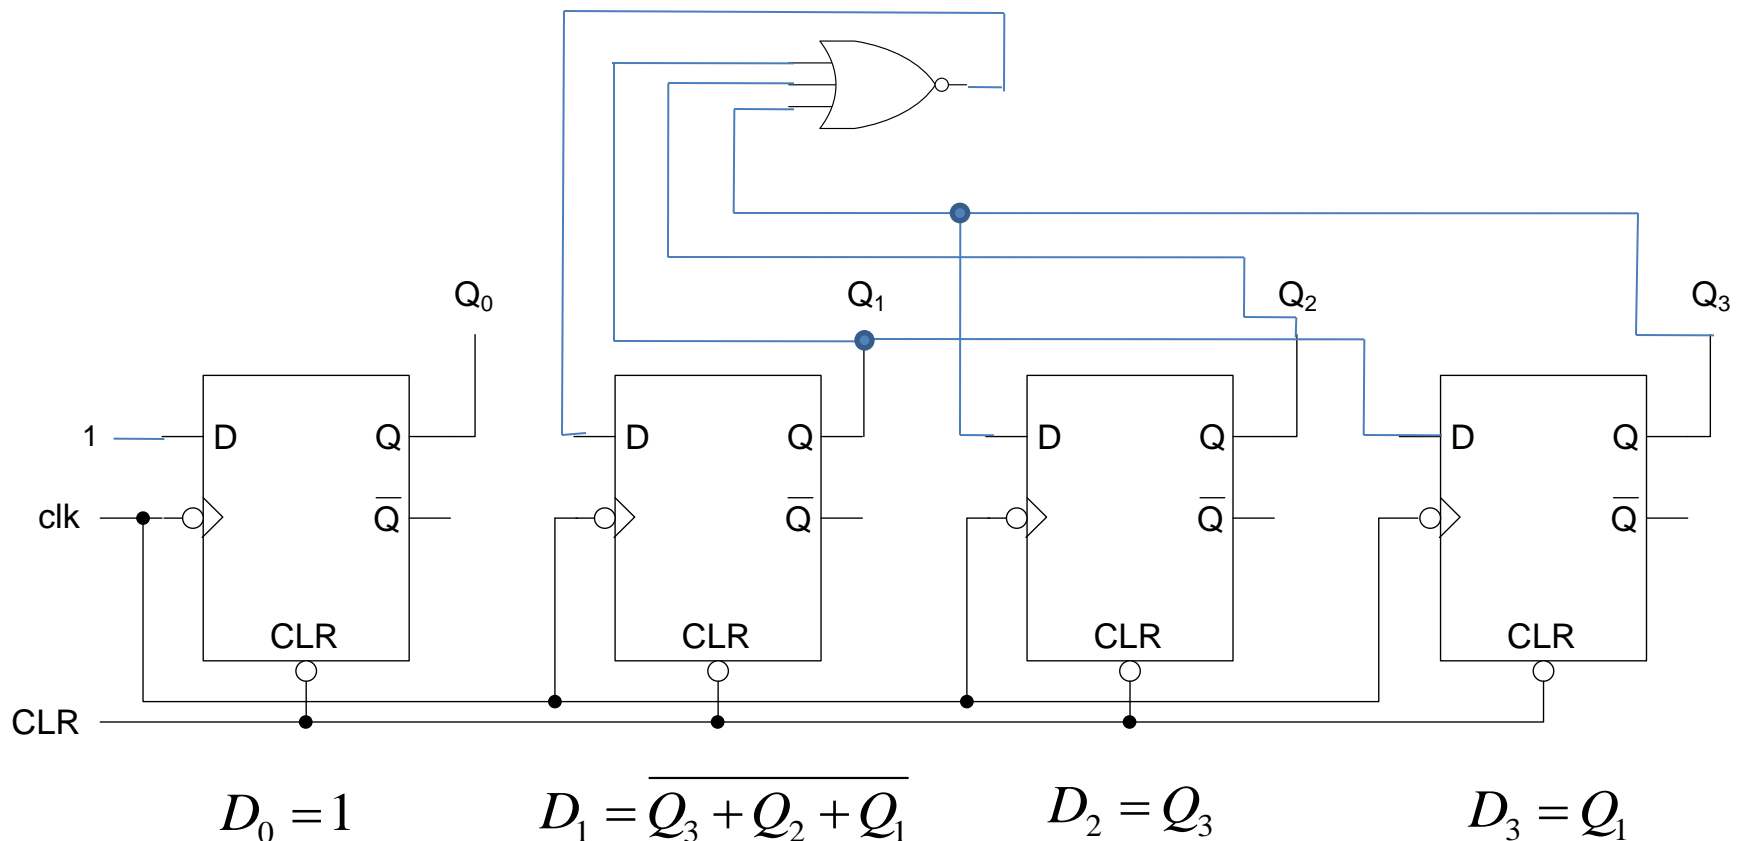 Q₀ Q₁ Q₂ Q₃
1 D Q D Q D Q D Q
clk Q̅ Q̅ Q̅ Q̅
CLR CLR CLR CLR
CLR
D₀ = 1 D₁ = \overline{Q₃ + Q₂ + Q₁} D₂ = Q₃ D₃ = Q₁